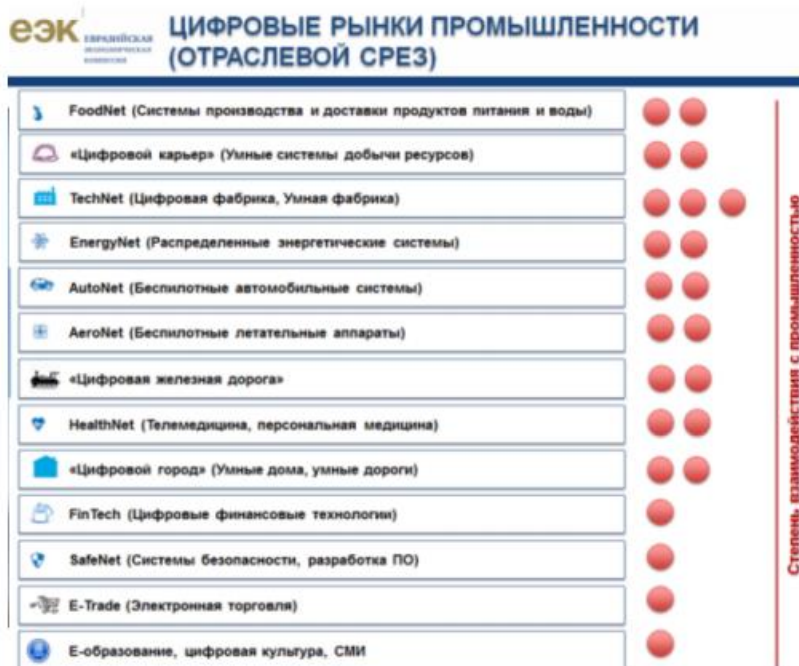 ЕЭК ЕВРАЗИЙСКАЯ
ЭКОНОМИЧЕСКАЯ
КОМИССИЯ
ЦИФРОВЫЕ РЫНКИ ПРОМЫШЛЕННОСТИ
(ОТРАСЛЕВОЙ СРЕЗ)
FoodNet (Системы производства и доставки продуктов питания и воды)
«Цифровой карьер» (Умные системы добычи ресурсов)
TechNet (Цифровая фабрика, Умная фабрика)
EnergyNet (Распределенные энергетические системы)
AutoNet (Беспилотные автомобильные системы)
AeroNet (Беспилотные летательные аппараты)
«Цифровая железная дорога»
HealthNet (Телемедицина, персональная медицина)
«Цифровой город» (Умные дома, умные дороги)
FinTech (Цифровые финансовые технологии)
SafeNet (Системы безопасности, разработка ПО)
E-Trade (Электронная торговля)
Е-образование, цифровая культура, СМИ
Степень взаимодействия с промышленностью